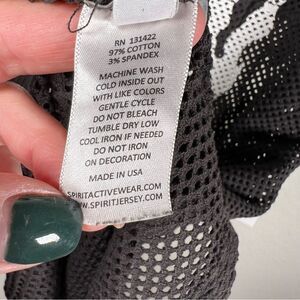 RN 131422
97% COTTON
3% SPANDEX
MACHINE WASH
COLD INSIDE OUT
WITH LIKE COLORS
GENTLE CYCLE
DO NOT BLEACH
TUMBLE DRY LOW
COOL IRON IF NEEDED
DO NOT IRON
ON DECORATION
MADE IN USA
SPIRITACTIVEWEAR.COM
WWW.SPIRITJERSEY.COM